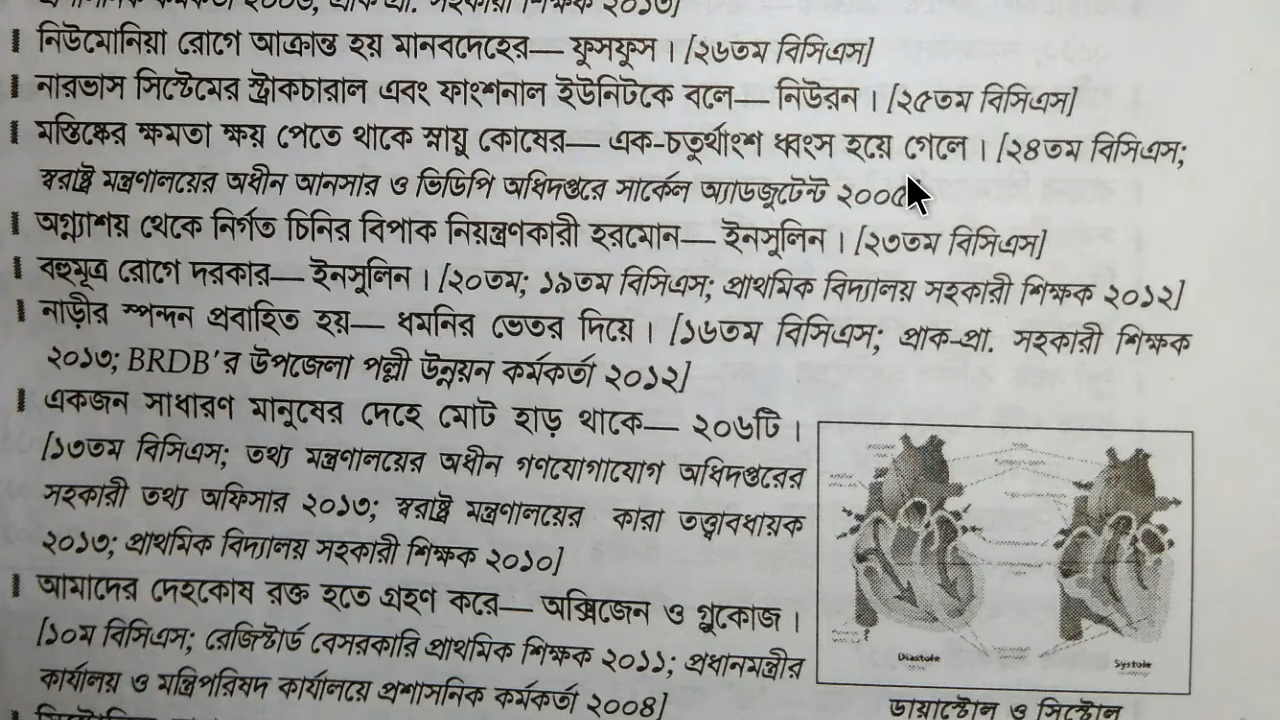 ২০১৩]
নিউমোনিয়া রোগে আক্রান্ত হয় মানবদেহের— ফুসফুস। [২৬তম বিসিএস]
নারভাস সিস্টেমের স্ট্রাকচারাল এবং ফাংশনাল ইউনিটকে বলে— নিউরন। [২৫তম বিসিএস]
মস্তিষ্কের ক্ষমতা ক্ষয় পেতে থাকে স্নায়ু কোষের— এক-চতুর্থাংশ ধ্বংস হয়ে গেলে। [২৪তম বিসিএস;
স্বরাষ্ট্র মন্ত্রণালয়ের অধীন আনসার ও ভিডিপি অধিদপ্তরে সার্কেল অ্যাডজুটেন্ট ২০০৫
অগ্ন্যাশয় থেকে নির্গত চিনির বিপাক নিয়ন্ত্রণকারী হরমোন— ইনসুলিন। [২৩তম বিসিএস]
বহুমূত্র রোগে দরকার— ইনসুলিন। [২০তম; ১৯তম বিসিএস; প্রাথমিক বিদ্যালয় সহকারী শিক্ষক ২০১২]
নাড়ীর স্পন্দন প্রবাহিত হয়— ধমনির ভেতর দিয়ে। [১৬তম বিসিএস; প্রাক-প্রা. সহকারী শিক্ষক
২০১৩; BRDB'র উপজেলা পল্লী উন্নয়ন কর্মকর্তা ২০১২]
একজন সাধারণ মানুষের দেহে মোট হাড় থাকে— ২০৬টি।
[১৩তম বিসিএস; তথ্য মন্ত্রণালয়ের অধীন গণযোগাযোগ অধিদপ্তরের
সহকারী তথ্য অফিসার ২০১৩; স্বরাষ্ট্র মন্ত্রণালয়ের কারা তত্ত্বাবধায়ক
২০১৩; প্রাথমিক বিদ্যালয় সহকারী শিক্ষক ২০১০]
আমাদের দেহকোষ রক্ত হতে গ্রহণ করে— অক্সিজেন ও গ্লুকোজ।
[১০ম বিসিএস; রেজিস্টার্ড বেসরকারি প্রাথমিক শিক্ষক ২০১১; প্রধানমন্ত্রীর
কার্যালয় ও মন্ত্রিপরিষদ কার্যালয়ে প্রশাসনিক কর্মকর্তা ২০০৪]
Diastole
Systole
ডায়াস্টোল ও সিস্টোল